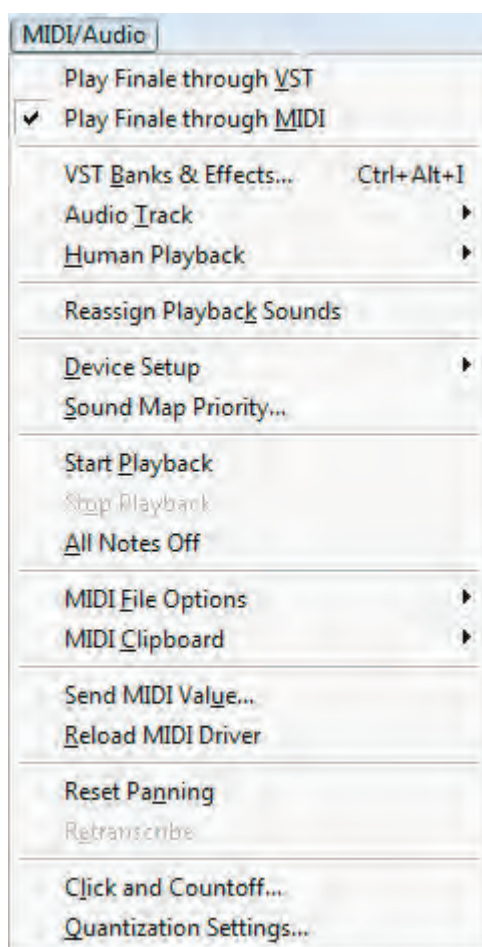 MIDI/Audio
Play Finale through VST
Play Finale through MIDI
VST Banks & Effects... Ctrl+Alt+I
Audio Track
Human Playback
Reassign Playback Sounds
Device Setup
Sound Map Priority...
Start Playback
Stop Playback
All Notes Off
MIDI File Options
MIDI Clipboard
Send MIDI Value...
Reload MIDI Driver
Reset Panning
Retranscribe
Click and Countoff...
Quantization Settings...